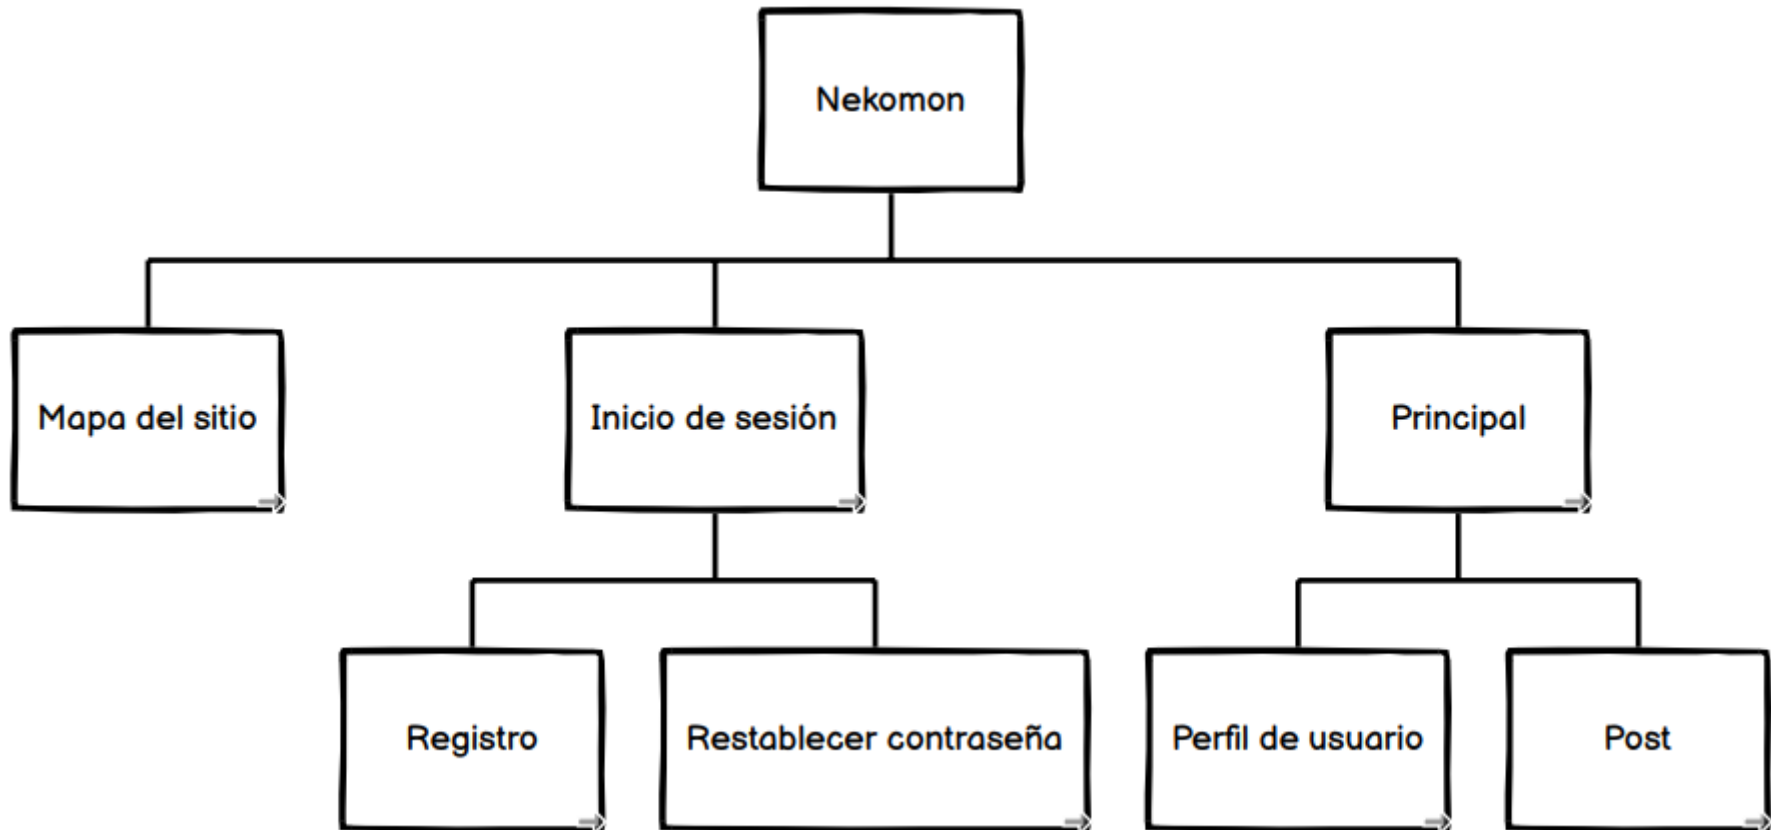 Nekomon
Mapa del sitio
Inicio de sesión
Principal
Registro
Restablecer contraseña
Perfil de usuario
Post